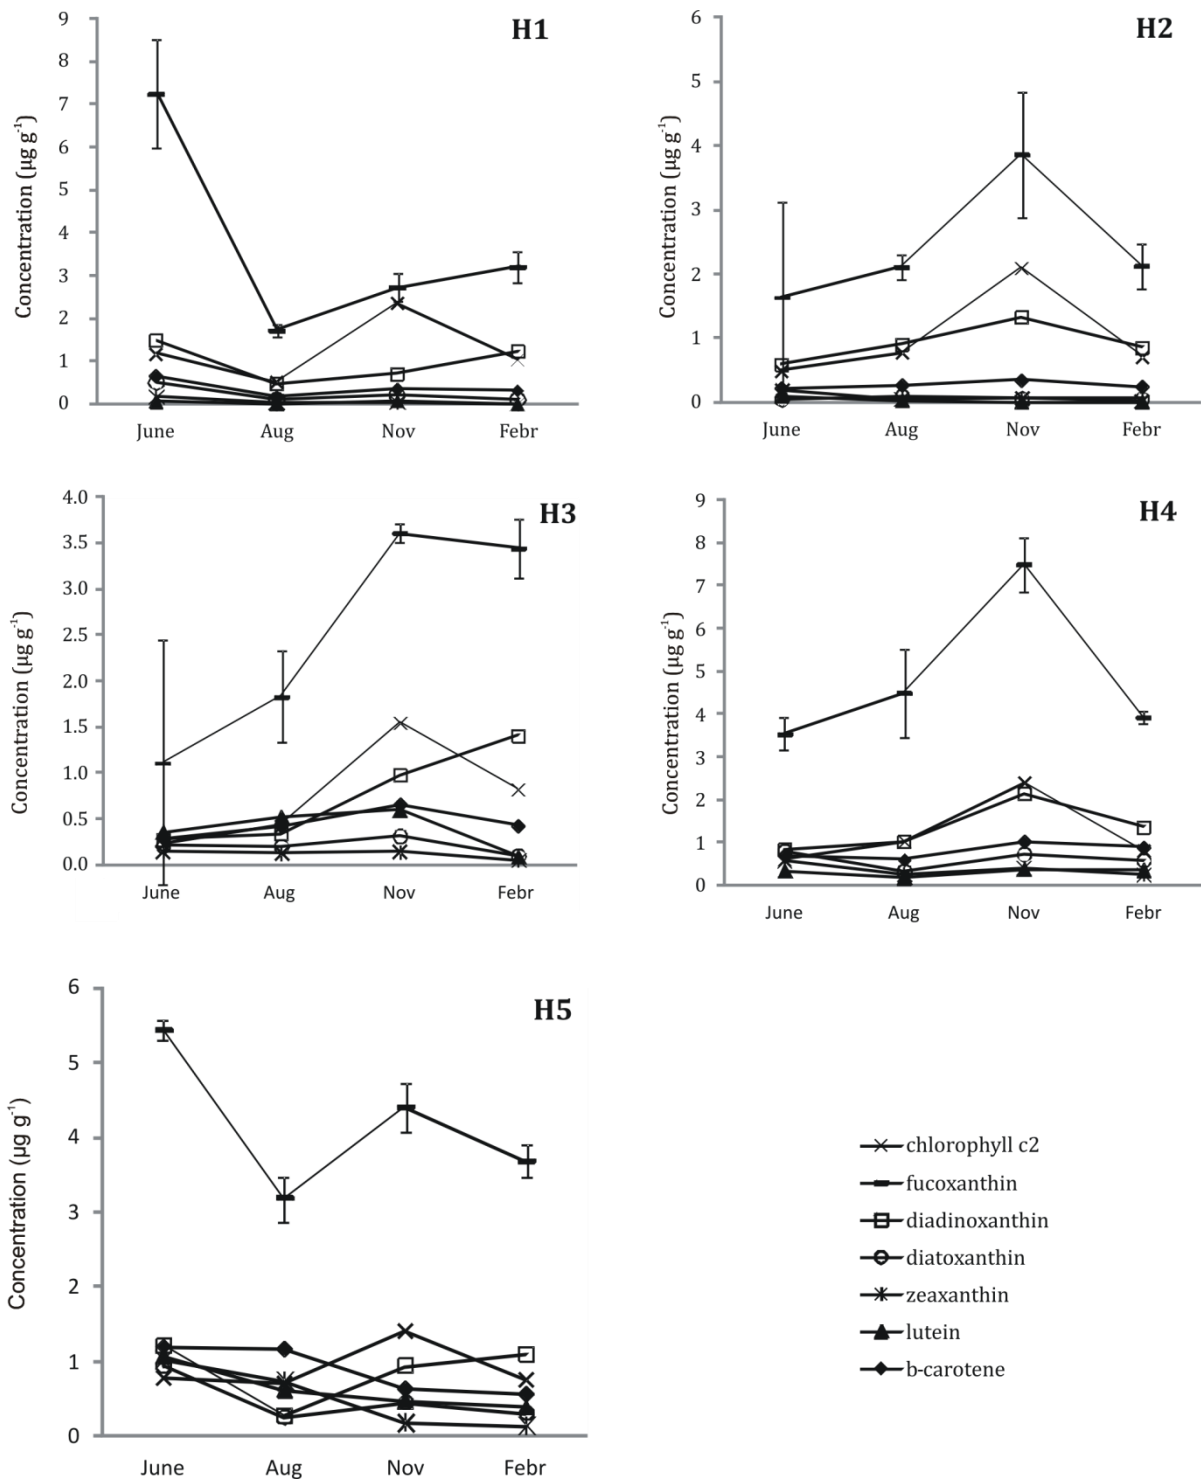 H1
Concentration (µg g⁻¹)
9
8
7
6
5
4
3
2
1
0
June Aug Nov Febr
H2
Concentration (µg g⁻¹)
6
5
4
3
2
1
0
June Aug Nov Febr
H3
Concentration (µg g⁻¹)
4.0
3.5
3.0
2.5
2.0
1.5
1.0
0.5
0.0
June Aug Nov Febr
H4
Concentration (µg g⁻¹)
9
8
7
6
5
4
3
2
1
0
June Aug Nov Febr
H5
Concentration (µg g⁻¹)
6
5
4
3
2
1
0
June Aug Nov Febr
chlorophyll c2
fucoxanthin
diadinoxanthin
diatoxanthin
zeaxanthin
lutein
b-carotene